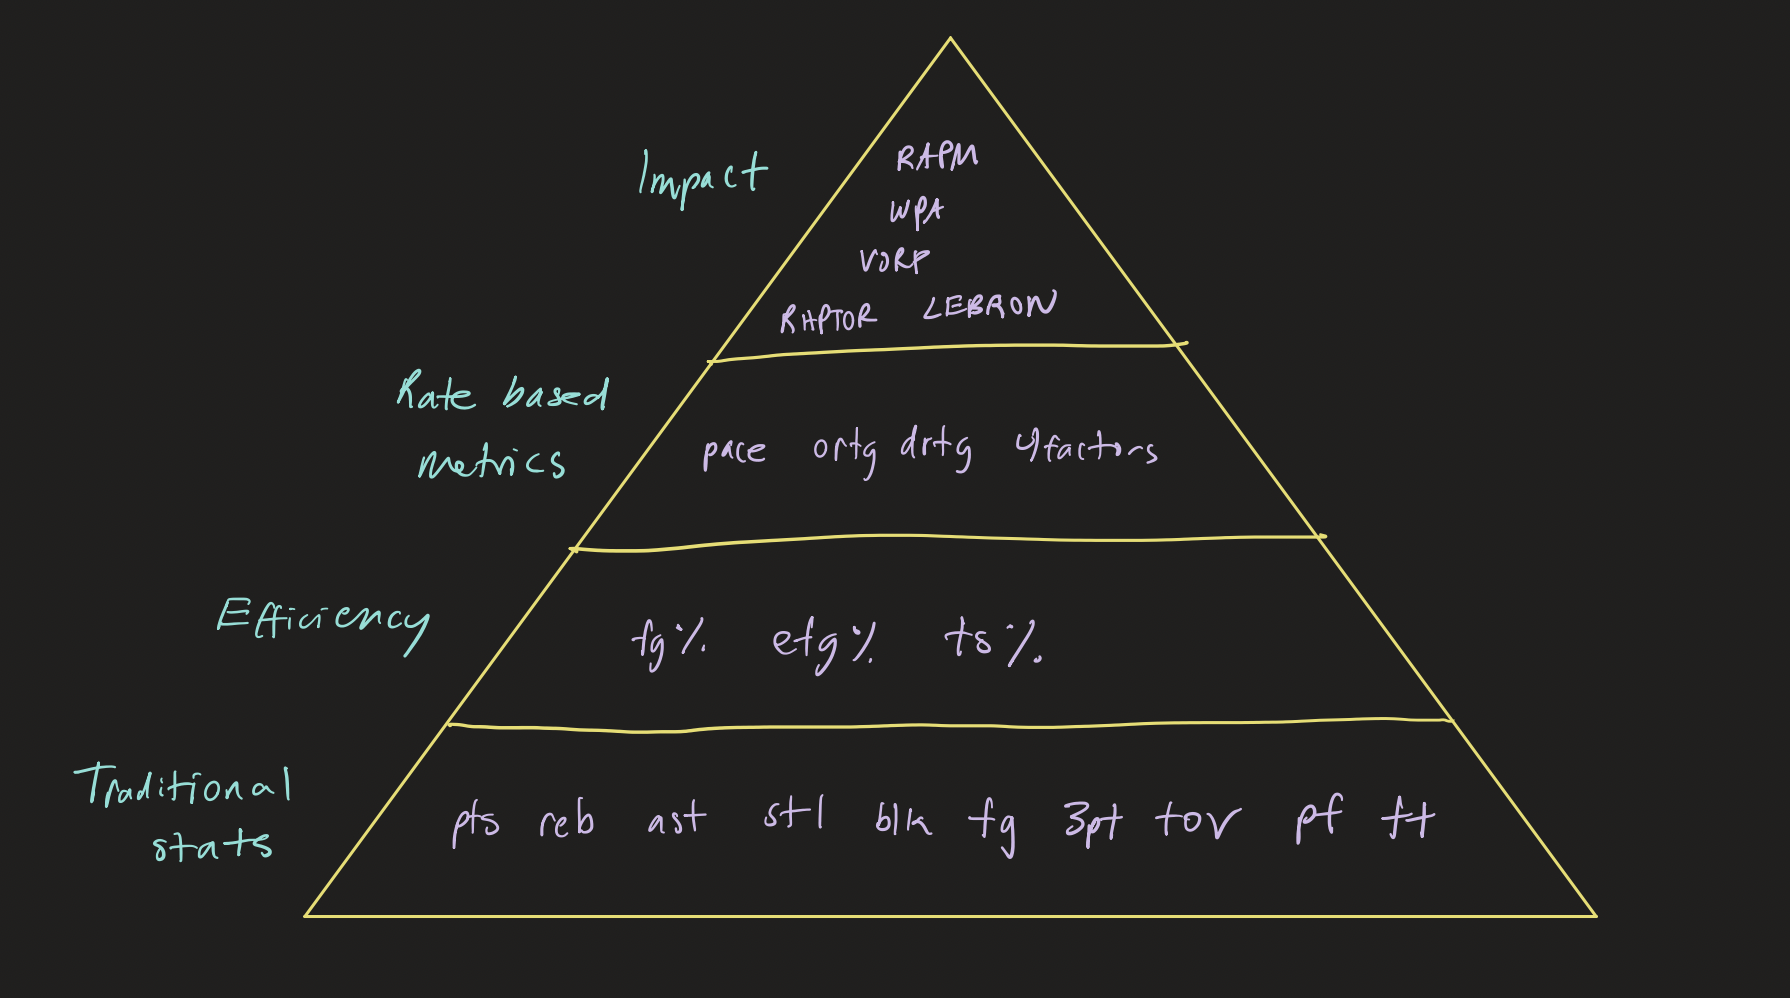 RAPM
Impact
WPA
VORP
RAPTOR LEBRON
Rate based
metrics
pace ortg drtg 4factors
Efficiency
fg% efg% ts%
Traditional
stats
pts reb ast stl blk fg 3pt tov pf ft